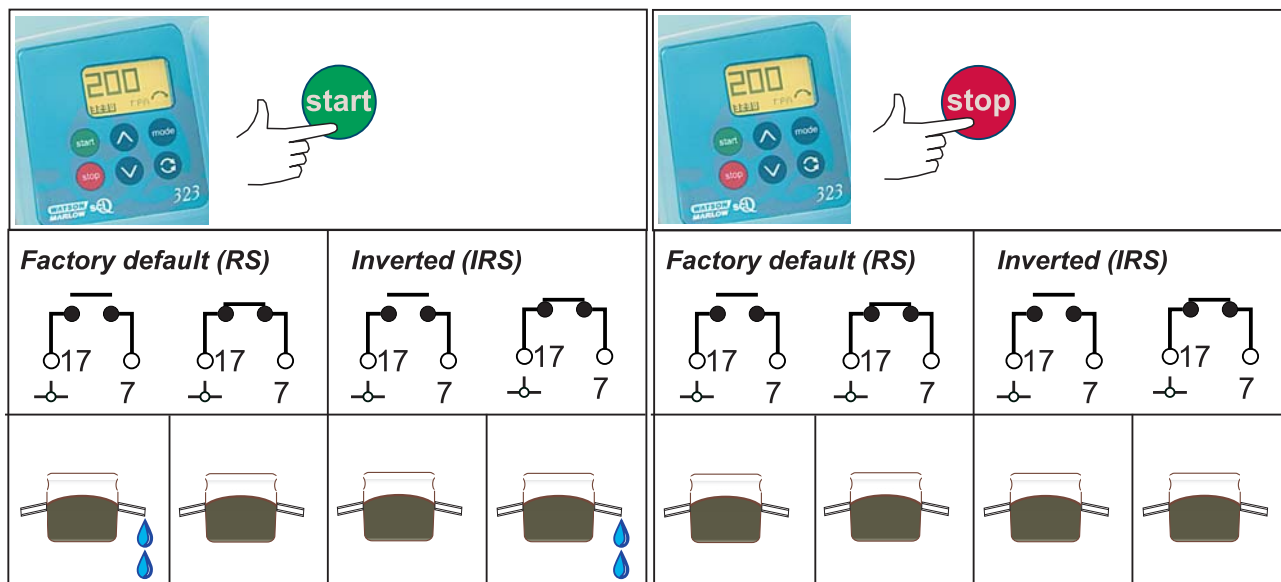 200
rpm
start
mode
stop
WATSON
MARLOW
323
start
200
rpm
start
mode
stop
WATSON
MARLOW
323
stop
Factory default (RS)
Inverted (IRS)
Factory default (RS)
Inverted (IRS)
17
17
17
17
17
17
17
17
7
7
7
7
7
7
7
7